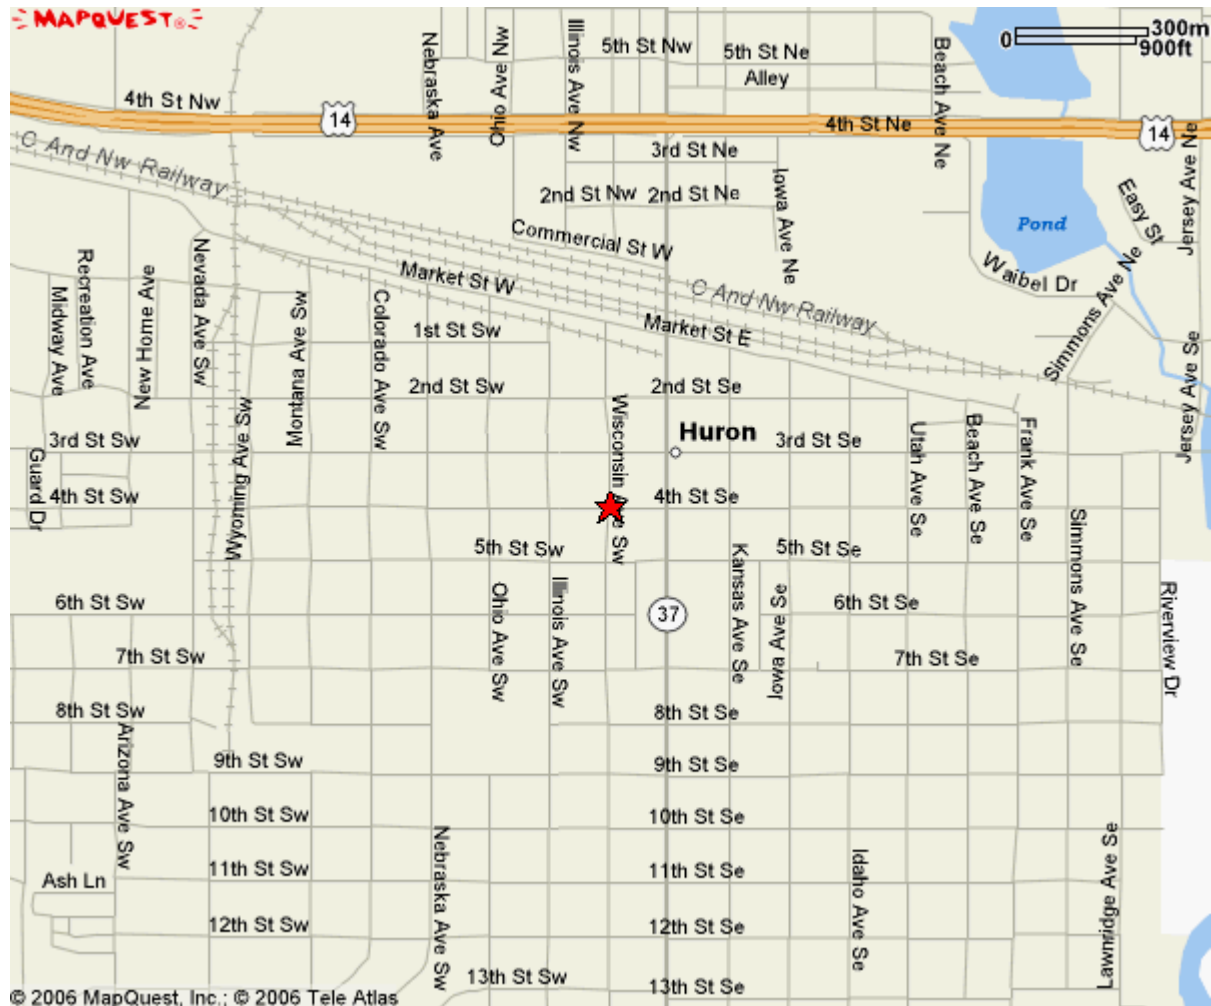 MAPQUEST®
300m
0
900ft
Nebraska Ave
Ohio Ave Nw
Illinois Ave Nw
5th St Nw
5th St Ne
Alley
Beach Ave Ne
4th St Nw
14
4th St Ne
14
C And Nw Railway
3rd St Ne
2nd St Nw
2nd St Ne
Iowa Ave Ne
Easy St
Jersey Ave Ne
Pond
Commercial St W
Waibel Dr
Simmons Ave Ne
Recreation Ave
Midway Ave
New Home Ave
Nevada Ave Sw
Montana Ave Sw
Colorado Ave Sw
Market St W
C And Nw Railway
Market St E
1st St Sw
2nd St Sw
2nd St Se
Jersey Ave Se
Wisconsin Ave Sw
Huron
3rd St Sw
3rd St Se
Utah Ave Se
Beach Ave Se
Frank Ave Se
Guard Dr
4th St Sw
Wyoming Ave Sw
4th St Se
5th St Sw
5th St Se
Kansas Ave Se
Simmons Ave Se
6th St Sw
Ohio Ave Sw
Illinois Ave Sw
37
Iowa Ave Se
6th St Se
Riverview Dr
7th St Sw
7th St Se
8th St Sw
8th St Se
Arizona Ave Sw
9th St Sw
9th St Se
10th St Sw
10th St Se
Nebraska Ave Sw
Idaho Ave Se
Lawnridge Ave Se
Ash Ln
11th St Sw
11th St Se
12th St Sw
12th St Se
13th St Sw
13th St Se
© 2006 MapQuest, Inc.; © 2006 Tele Atlas